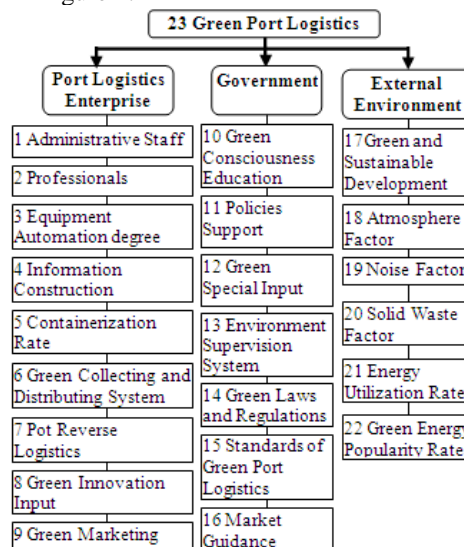 23 Green Port Logistics
Port Logistics
Enterprise
1 Administrative Staff
2 Professionals
3 Equipment
Automation degree
4 Information
Construction
5 Containerization
Rate
6 Green Collecting and
Distributing System
7 Pot Reverse
Logistics
8 Green Innovation
Input
9 Green Marketing
Government
10 Green
Consciousness
Education
11 Policies
Support
12 Green
Special Input
13 Environment
Supervision
System
14 Green Laws
and Regulations
15 Standards of
Green Port
Logistics
16 Market
Guidance
External
Environment
17Green and
Sustainable
Development
18 Atmosphere
Factor
19 Noise Factor
20 Solid Waste
Factor
21 Energy
Utilization Rate
22 Green Energy
Popularity Rate